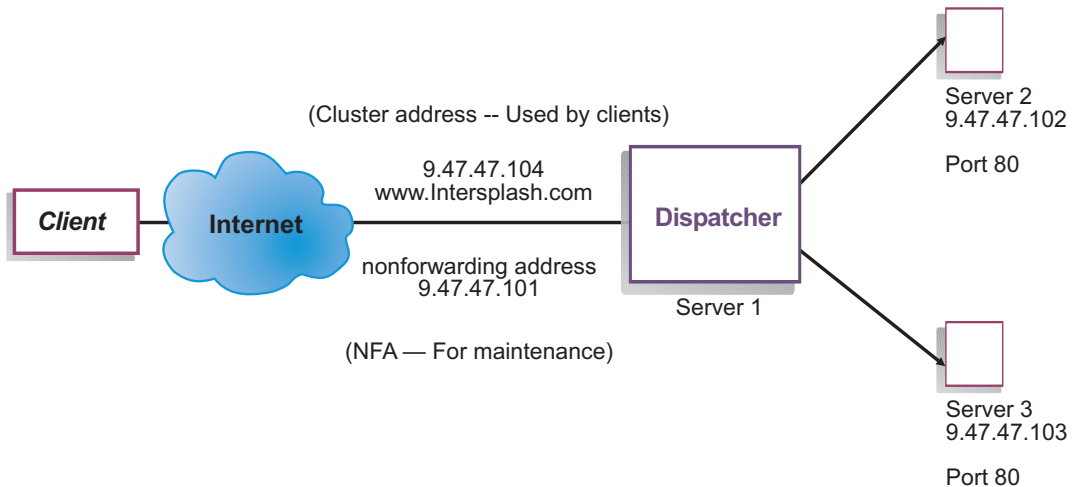 (Cluster address -- Used by clients)
9.47.47.104
www.Intersplash.com
Client
Internet
nonforwarding address
9.47.47.101
(NFA — For maintenance)
Dispatcher
Server 1
Server 2
9.47.47.102
Port 80
Server 3
9.47.47.103
Port 80